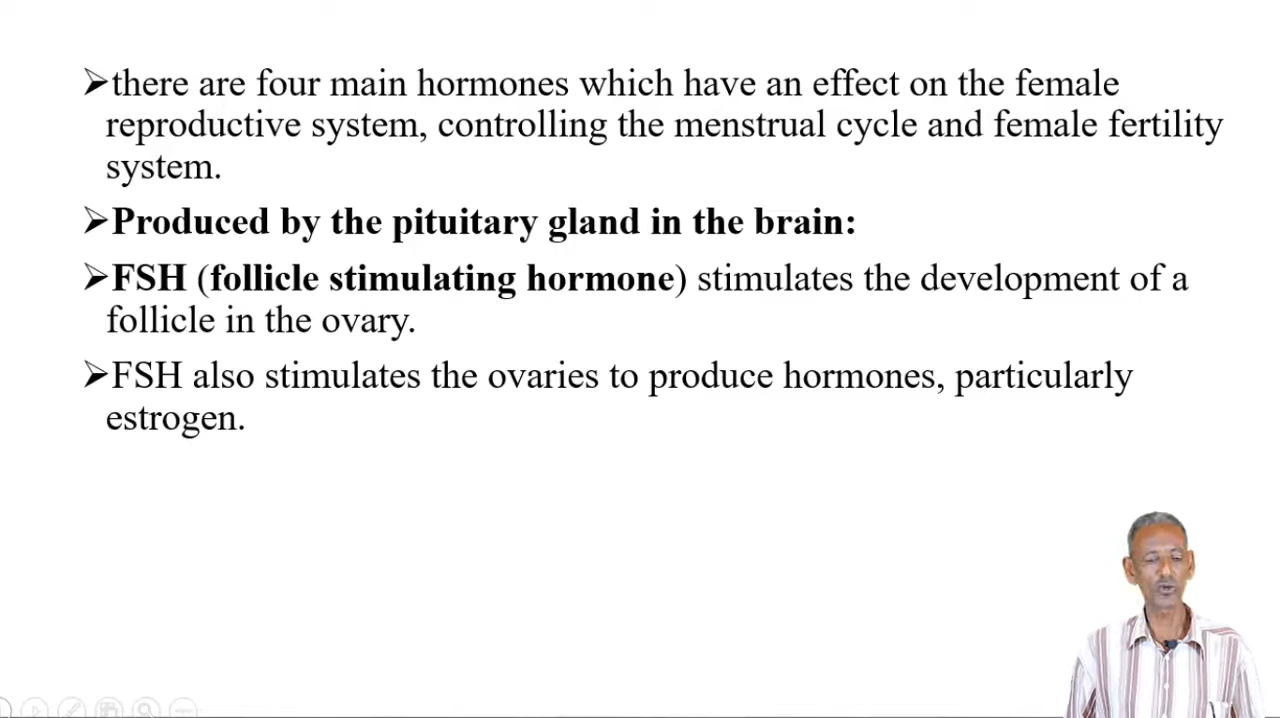 ➢there are four main hormones which have an effect on the female
reproductive system, controlling the menstrual cycle and female fertility
system.
➢Produced by the pituitary gland in the brain:
➢FSH (follicle stimulating hormone) stimulates the development of a
follicle in the ovary.
➢FSH also stimulates the ovaries to produce hormones, particularly
estrogen.